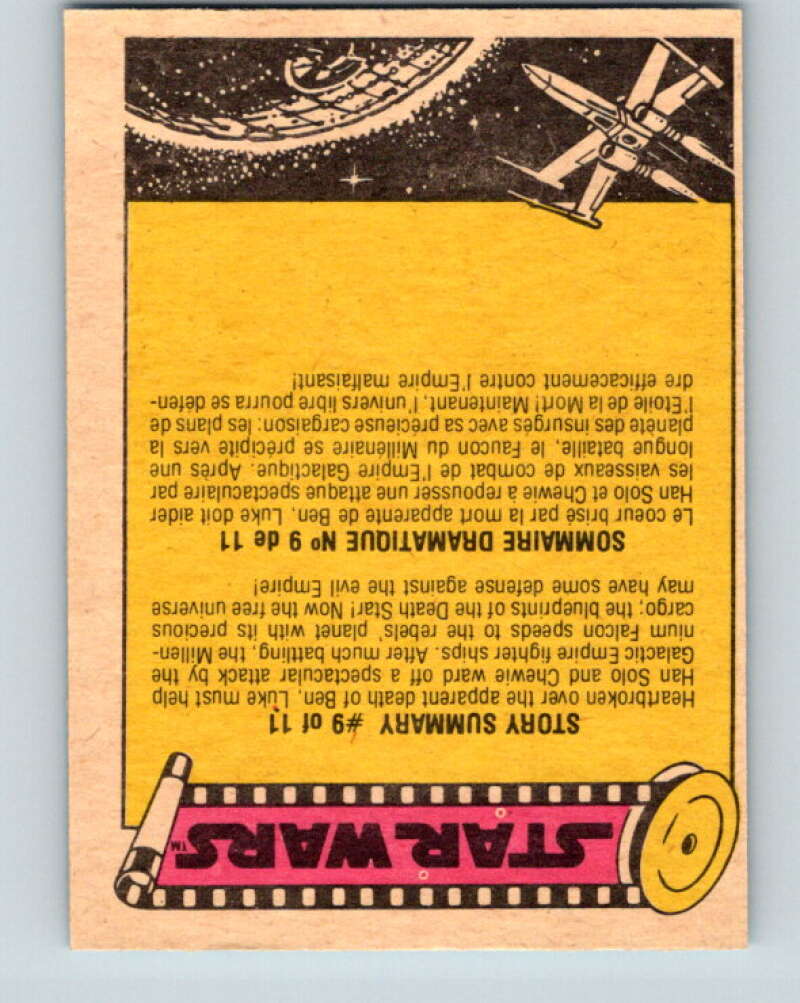 STAR WARS™
STORY SUMMARY #9 of 11
Heartbroken over the apparent death of Ben, Luke must help
Han Solo and Chewie ward off a spectacular attack by the
Galactic Empire fighter ships. After much battling, the Millen-
nium Falcon speeds to the rebels' planet with its precious
cargo; the blueprints of the Death Star! Now the free universe
may have some defense against the evil Empire!
SOMMAIRE DRAMATIQUE Nº 9 de 11
Le coeur brisé par la mort apparente de Ben, Luke doit aider
Han Solo et Chewie à repousser une attaque spectaculaire par
les vaisseaux de combat de l'Empire Galactique. Après une
longue bataille, le Faucon du Millénaire se précipite vers la
planète des insurgés avec sa précieuse cargaison: les plans de
l'Etoile de la Mort! Maintenant, l'univers libre pourra se défen-
dre efficacement contre l'Empire malfaisant!